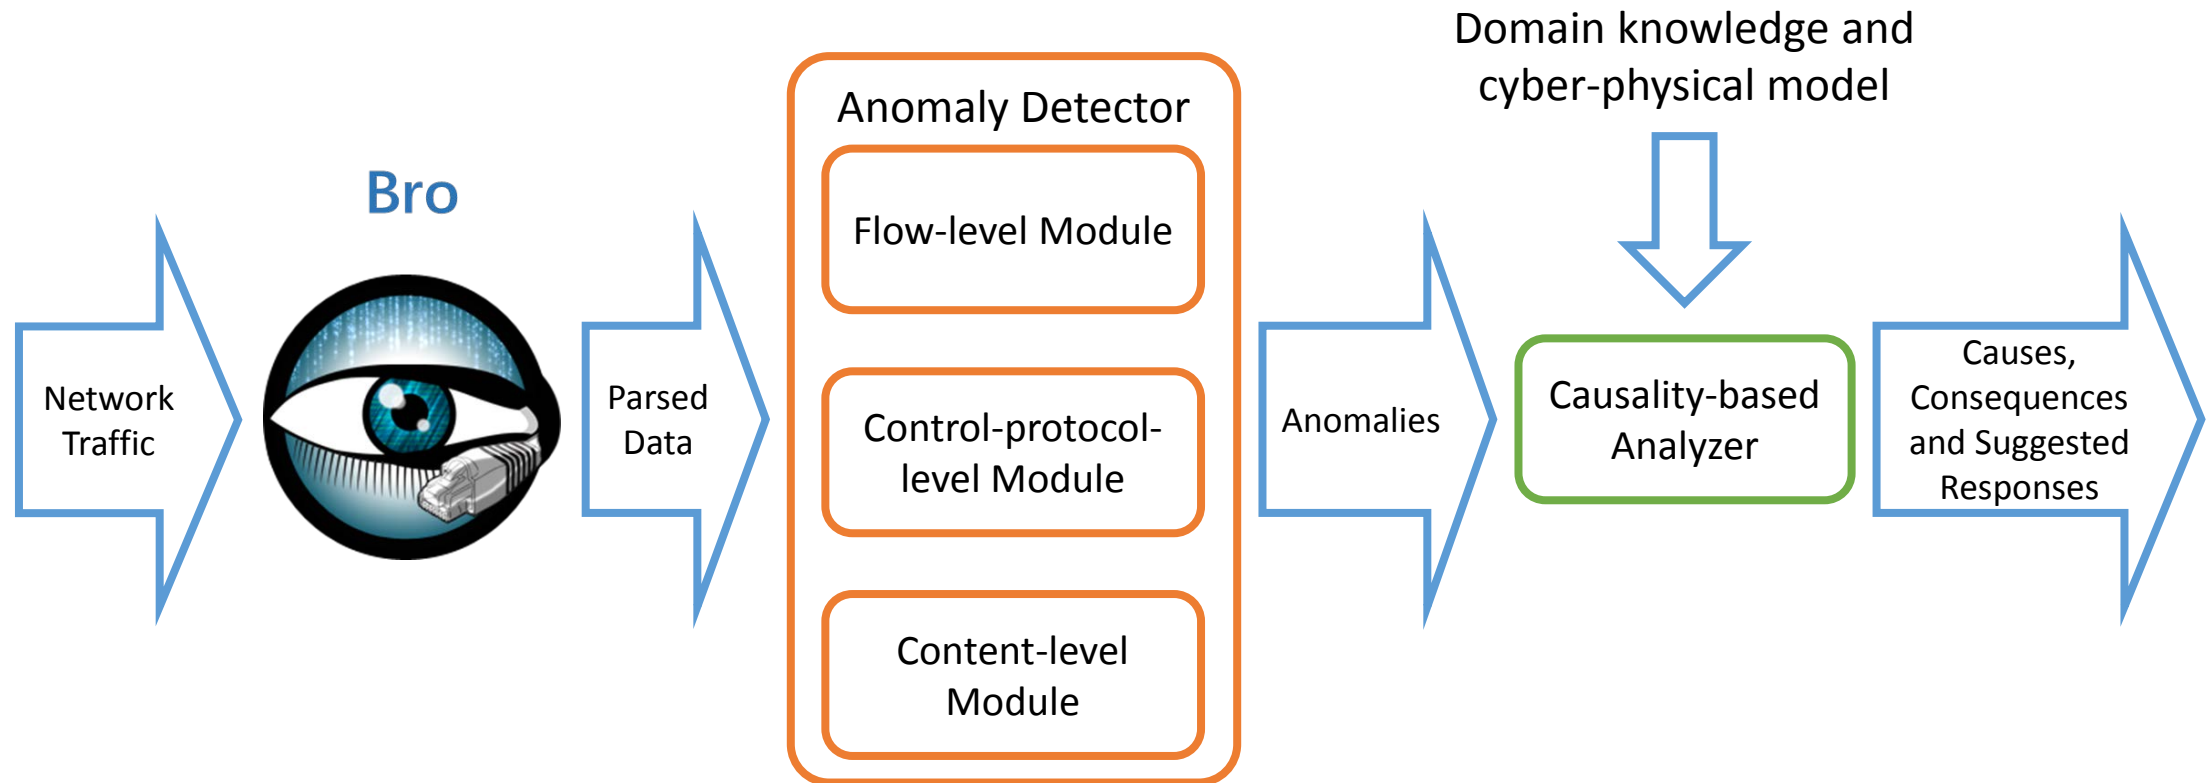 Network
Traffic
Bro
Parsed
Data
Anomaly Detector
Flow-level Module
Control-protocol-
level Module
Content-level
Module
Anomalies
Domain knowledge and
cyber-physical model
Causality-based
Analyzer
Causes,
Consequences
and Suggested
Responses